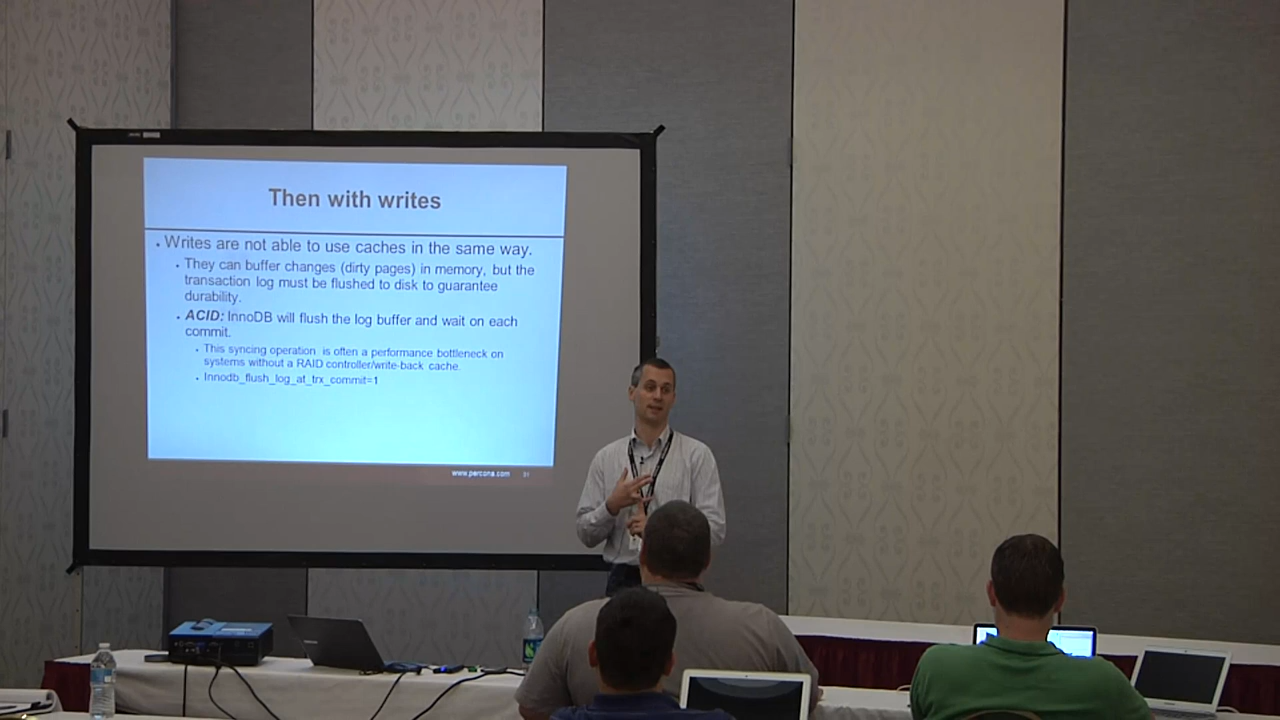 Then with writes
Writes are not able to use caches in the same way.
They can buffer changes (dirty pages) in memory, but the
transaction log must be flushed to disk to guarantee
durability.
ACID: InnoDB will flush the log buffer and wait on each
commit.
This syncing operation is often a performance bottleneck on
systems without a RAID controller/write-back cache.
Innodb_flush_log_at_trx_commit=1
www.percona.com 31